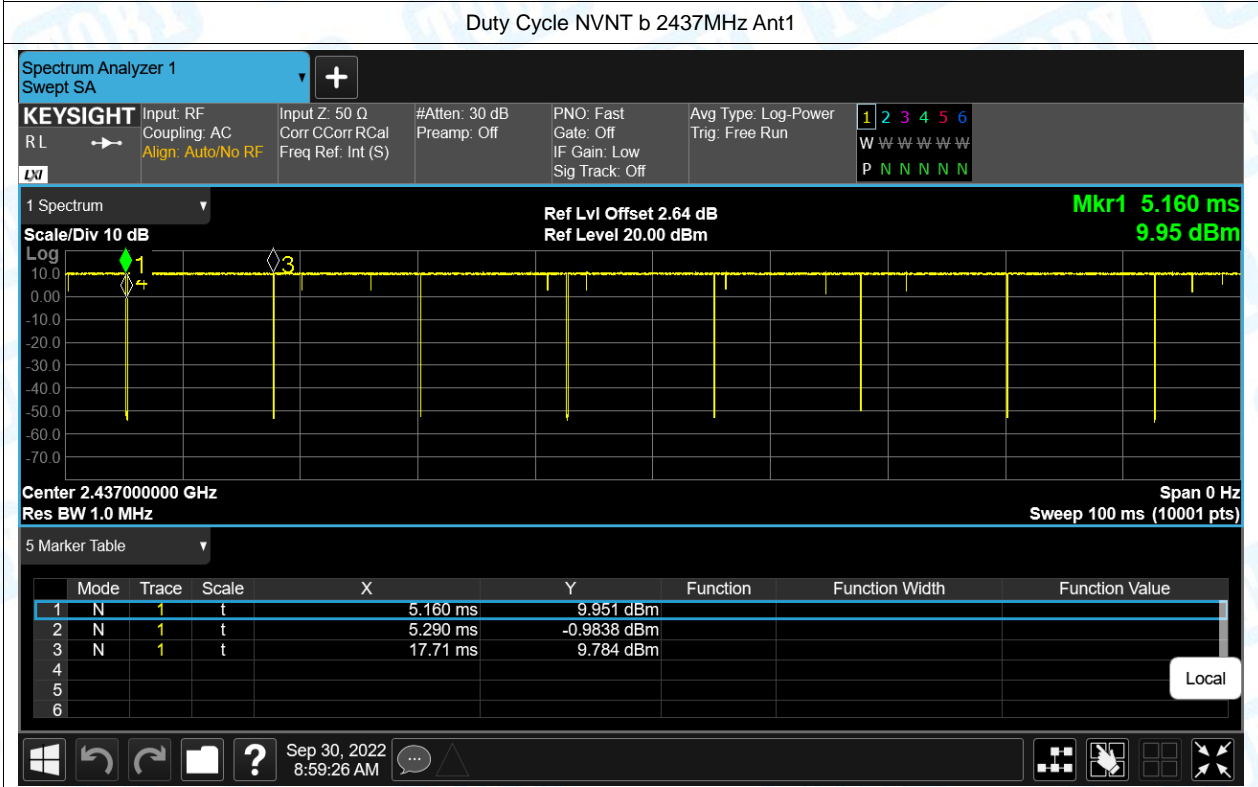 Duty Cycle NVNT b 2437MHz Ant1
Spectrum Analyzer 1
Swept SA
KEYSIGHT Input: RF Input Z: 50 Ω #Atten: 30 dB PNO: Fast Avg Type: Log-Power 1 2 3 4 5 6
R L Coupling: AC Corr CCorr RCal Preamp: Off Gate: Off Trig: Free Run W W W W W W
Align: Auto/No RF Freq Ref: Int (S) IF Gain: Low
LXI Sig Track: Off P N N N N N
1 Spectrum Ref Lvl Offset 2.64 dB Mkr1 5.160 ms
Scale/Div 10 dB Ref Level 20.00 dBm 9.95 dBm
Log
1 3
10.0
4
0.00
-10.0
-20.0
-30.0
-40.0
-50.0
-60.0
-70.0
Center 2.437000000 GHz Span 0 Hz
Res BW 1.0 MHz Sweep 100 ms (10001 pts)
5 Marker Table
Mode Trace Scale X Y Function Function Width Function Value
1 N 1 t 5.160 ms 9.951 dBm
2 N 1 t 5.290 ms -0.9838 dBm
3 N 1 t 17.71 ms 9.784 dBm
4
5
6
Local
? Sep 30, 2022
8:59:26 AM